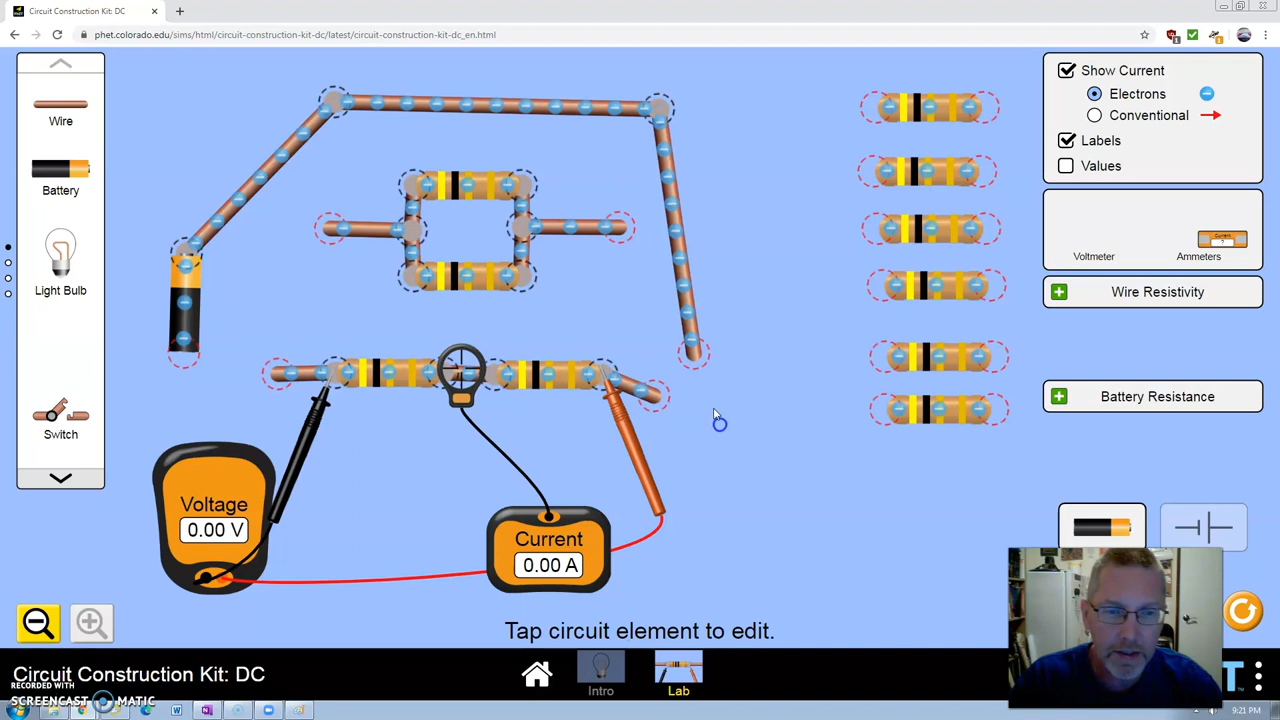 Circuit Construction Kit: DC
phet.colorado.edu/sims/html/circuit-construction-kit-dc/latest/circuit-construction-kit-dc_en.html
Wire
Battery
Light Bulb
Switch
Show Current
Electrons
Conventional
Labels
Values
Current
?
Voltmeter
Ammeters
Wire Resistivity
Battery Resistance
Voltage
0.00 V
Current
0.00 A
Tap circuit element to edit.
Circuit Construction Kit: DC
Intro
Lab
RECORDED WITH
SCREENCAST MATIC
9:21 PM